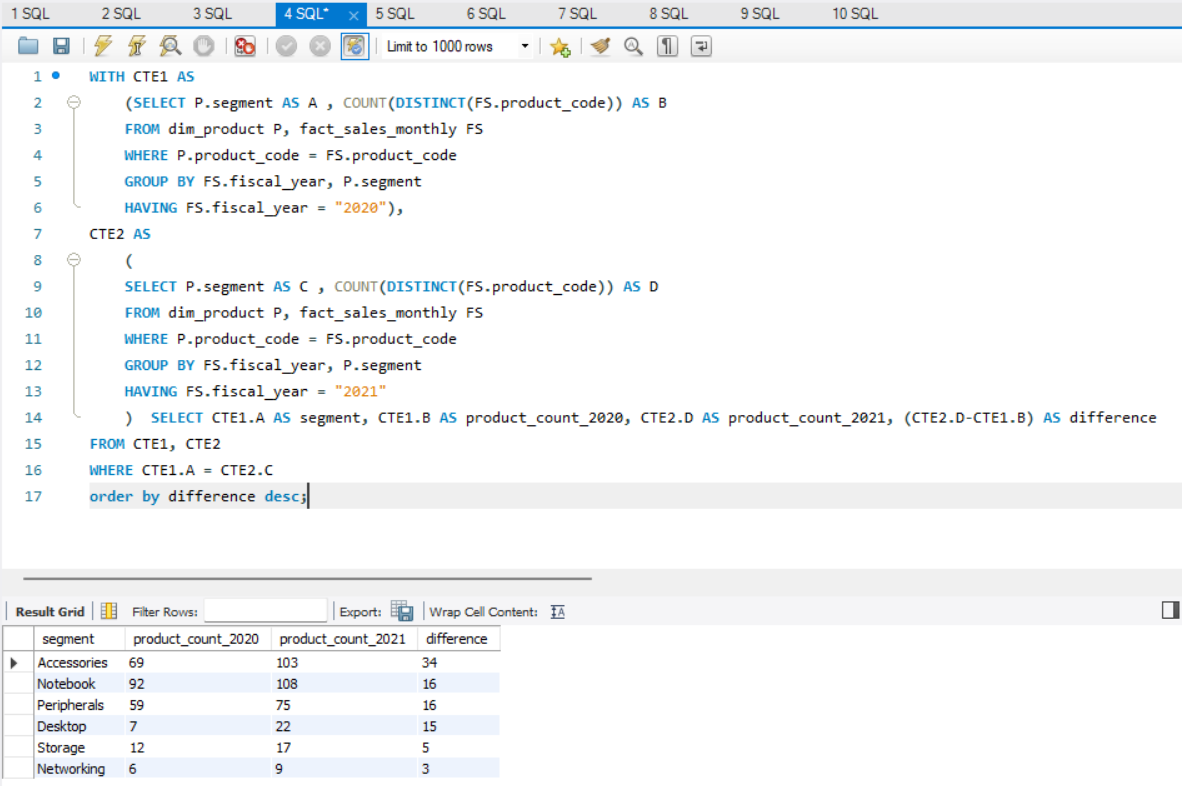 1 SQL 2 SQL 3 SQL 4 SQL* × 5 SQL 6 SQL 7 SQL 8 SQL 9 SQL 10 SQL
Limit to 1000 rows
1 WITH CTE1 AS
2 (SELECT P.segment AS A , COUNT(DISTINCT(FS.product_code)) AS B
3 FROM dim_product P, fact_sales_monthly FS
4 WHERE P.product_code = FS.product_code
5 GROUP BY FS.fiscal_year, P.segment
6 HAVING FS.fiscal_year = "2020"),
7 CTE2 AS
8 (
9 SELECT P.segment AS C , COUNT(DISTINCT(FS.product_code)) AS D
10 FROM dim_product P, fact_sales_monthly FS
11 WHERE P.product_code = FS.product_code
12 GROUP BY FS.fiscal_year, P.segment
13 HAVING FS.fiscal_year = "2021"
14 ) SELECT CTE1.A AS segment, CTE1.B AS product_count_2020, CTE2.D AS product_count_2021, (CTE2.D-CTE1.B) AS difference
15 FROM CTE1, CTE2
16 WHERE CTE1.A = CTE2.C
17 order by difference desc;
Result Grid Filter Rows: Export: Wrap Cell Content:
segment product_count_2020 product_count_2021 difference
Accessories 69 103 34
Notebook 92 108 16
Peripherals 59 75 16
Desktop 7 22 15
Storage 12 17 5
Networking 6 9 3